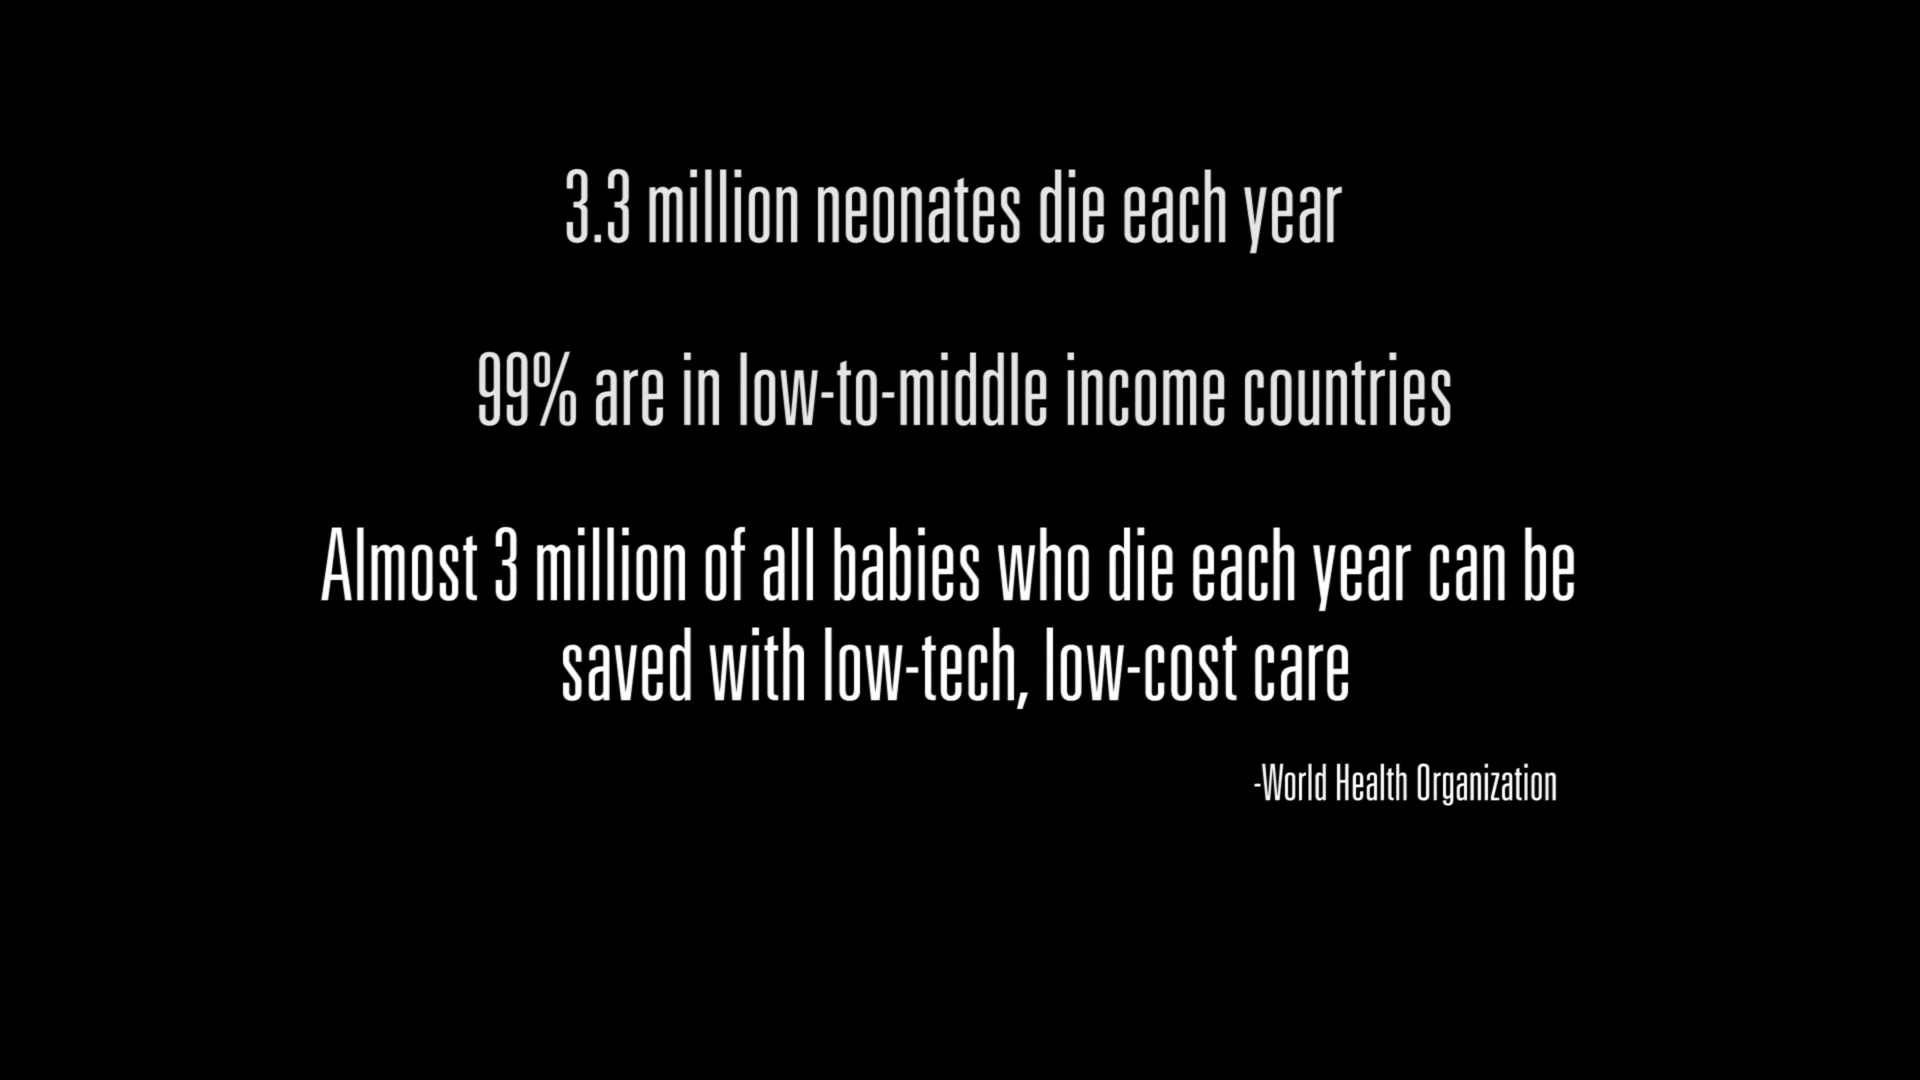 3.3 million neonates die each year
99% are in low-to-middle income countries
Almost 3 million of all babies who die each year can be
saved with low-tech, low-cost care
-World Health Organization